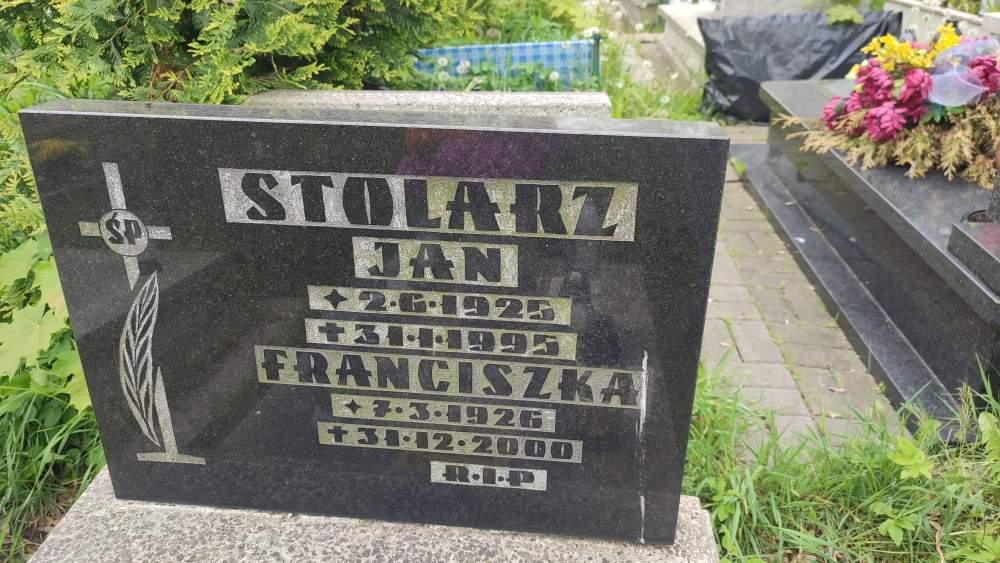 ŚP
STOLARZ
JAN
✦ 2·6·1925
✝ 31·1·1995
FRANCISZKA
✦ 7·3·1926
✝ 31·12·2000
R·I·P